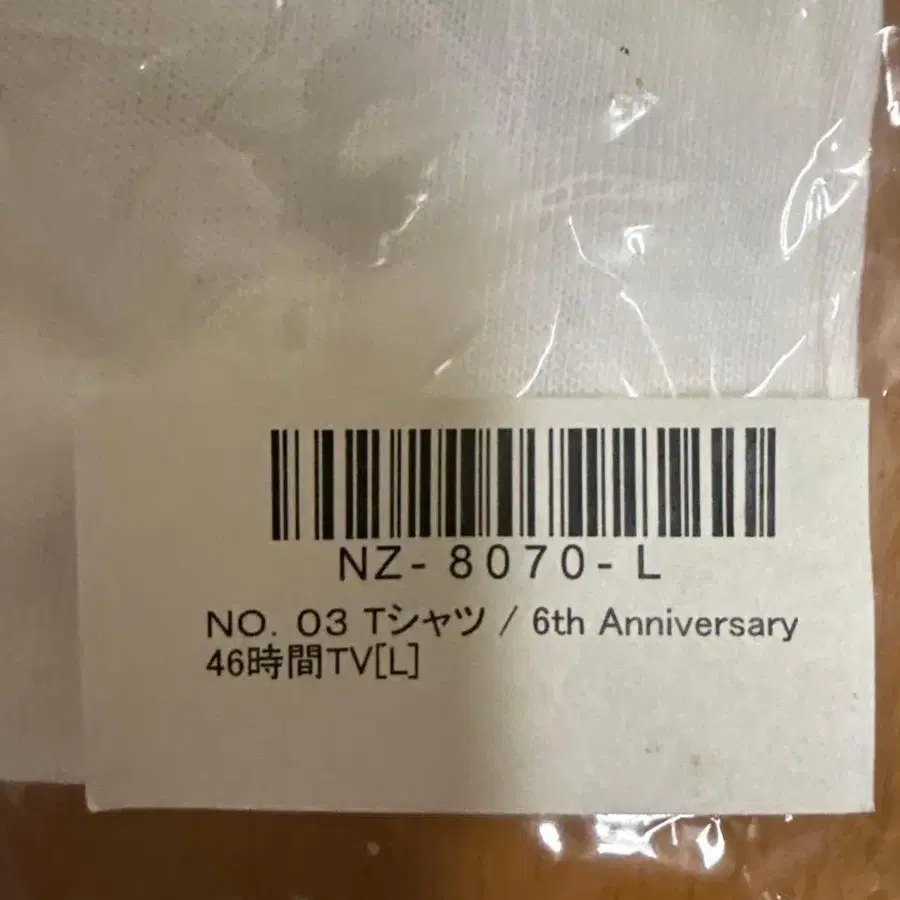 NZ-8070-L
NO. 03 Tシャツ / 6th Anniversary
46時間TV[L]